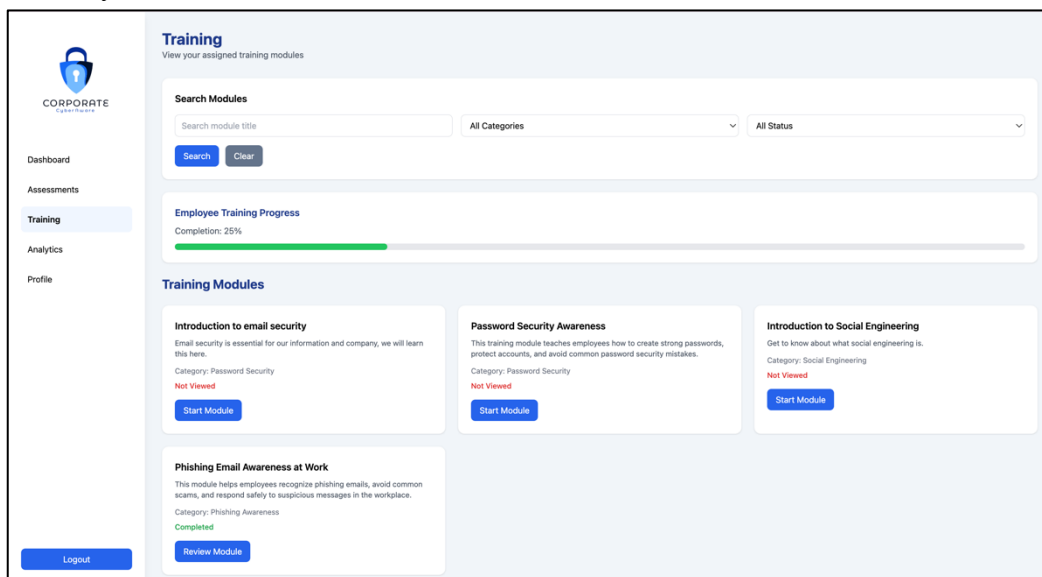 CORPORATE
CyberAware
Dashboard
Assessments
Training
Analytics
Profile
Logout
Training
View your assigned training modules
Search Modules
Search module title
All Categories
All Status
Search
Clear
Employee Training Progress
Completion: 25%
Training Modules
Introduction to email security
Email security is essential for our information and company, we will learn
this here.
Category: Password Security
Not Viewed
Start Module
Password Security Awareness
This training module teaches employees how to create strong passwords,
protect accounts, and avoid common password security mistakes.
Category: Password Security
Not Viewed
Start Module
Introduction to Social Engineering
Get to know about what social engineering is.
Category: Social Engineering
Not Viewed
Start Module
Phishing Email Awareness at Work
This module helps employees recognize phishing emails, avoid common
scams, and respond safely to suspicious messages in the workplace.
Category: Phishing Awareness
Completed
Review Module